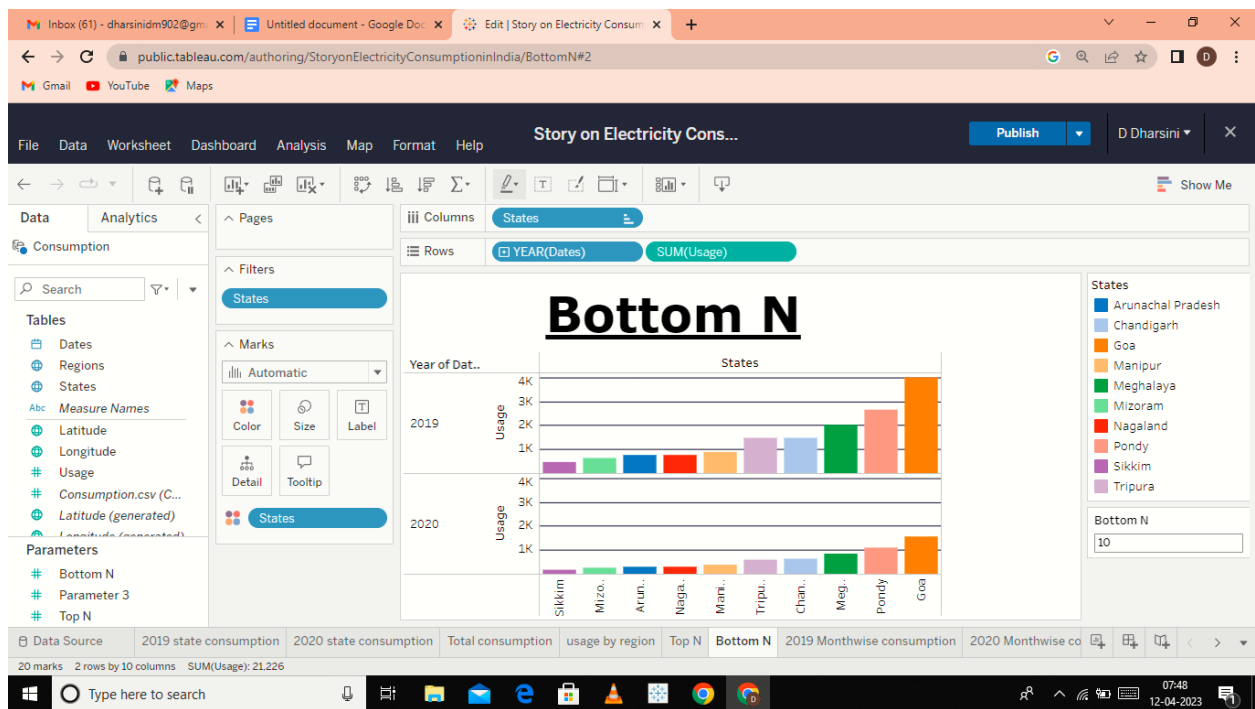 Inbox (61) - dharsinidm902@gm
Untitled document - Google Doc
Edit | Story on Electricity Consum
public.tableau.com/authoring/StoryonElectricityConsumptioninIndia/BottomN#2
D
Gmail YouTube Maps
Story on Electricity Cons...
Publish
D Dharsini
File Data Worksheet Dashboard Analysis Map Format Help
Show Me
Data Analytics
Consumption
Search
Tables
Dates
Regions
States
Abc Measure Names
Latitude
Longitude
# Usage
# Consumption.csv (C...
Latitude (generated)
Longitude (generated)
Parameters
# Bottom N
# Parameter 3
# Top N
Pages
Filters
States
Marks
Automatic
Color Size Label
Detail Tooltip
States
iii Columns States
Rows YEAR(Dates) SUM(Usage)
Bottom N
Year of Dat..
States
2019
Usage
4K
3K
2K
1K
2020
Usage
4K
3K
2K
1K
Sikkim
Mizo..
Arun..
Naga..
Mani..
Tripu..
Chan..
Meg..
Pondy
Goa
States
Arunachal Pradesh
Chandigarh
Goa
Manipur
Meghalaya
Mizoram
Nagaland
Pondy
Sikkim
Tripura
Bottom N
10
Data Source 2019 state consumption 2020 state consumption Total consumption usage by region Top N Bottom N 2019 Monthwise consumption 2020 Monthwise co
20 marks 2 rows by 10 columns SUM(Usage): 21,226
Type here to search
07:48
12-04-2023
1